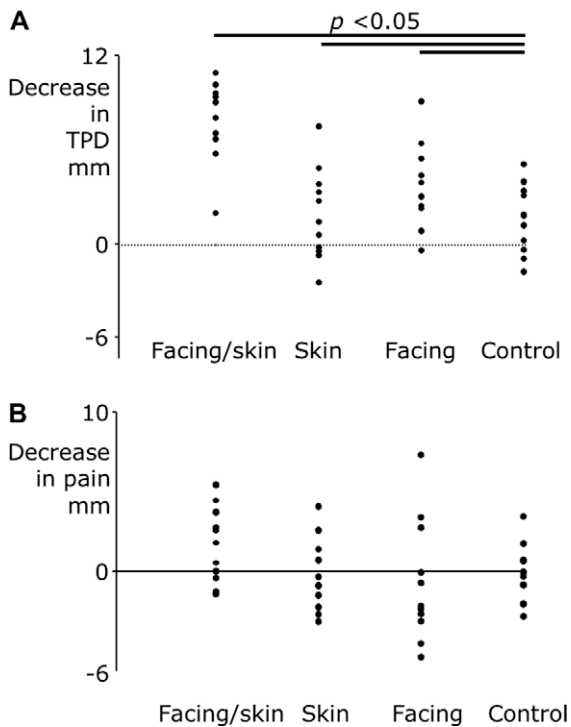 A
p <0.05
12
Decrease
in
TPD
mm
0
-6
Facing/skin Skin Facing Control
B
10
Decrease
in pain
mm
0
-6
Facing/skin Skin Facing Control